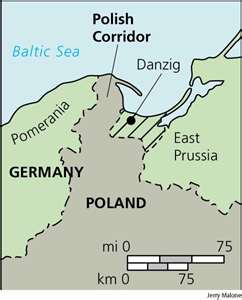 Polish
Corridor
Baltic Sea
Danzig
Pomerania
East
Prussia
GERMANY
POLAND
mi 0 75
km 0 75
Jerry Malone